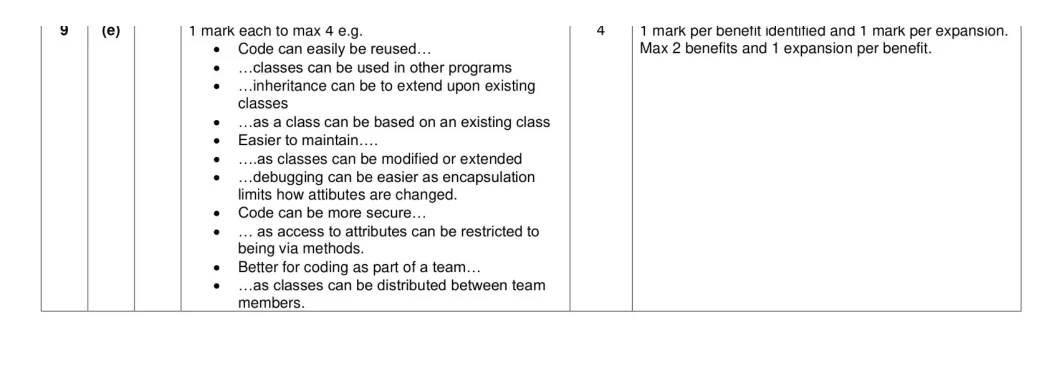 9 (e) 1 mark each to max 4 e.g. 4 1 mark per benefit identified and 1 mark per expansion.
• Code can easily be reused… Max 2 benefits and 1 expansion per benefit.
• …classes can be used in other programs
• …inheritance can be to extend upon existing
classes
• …as a class can be based on an existing class
• Easier to maintain….
• ….as classes can be modified or extended
• …debugging can be easier as encapsulation
limits how attibutes are changed.
• Code can be more secure…
• … as access to attributes can be restricted to
being via methods.
• Better for coding as part of a team…
• …as classes can be distributed between team
members.